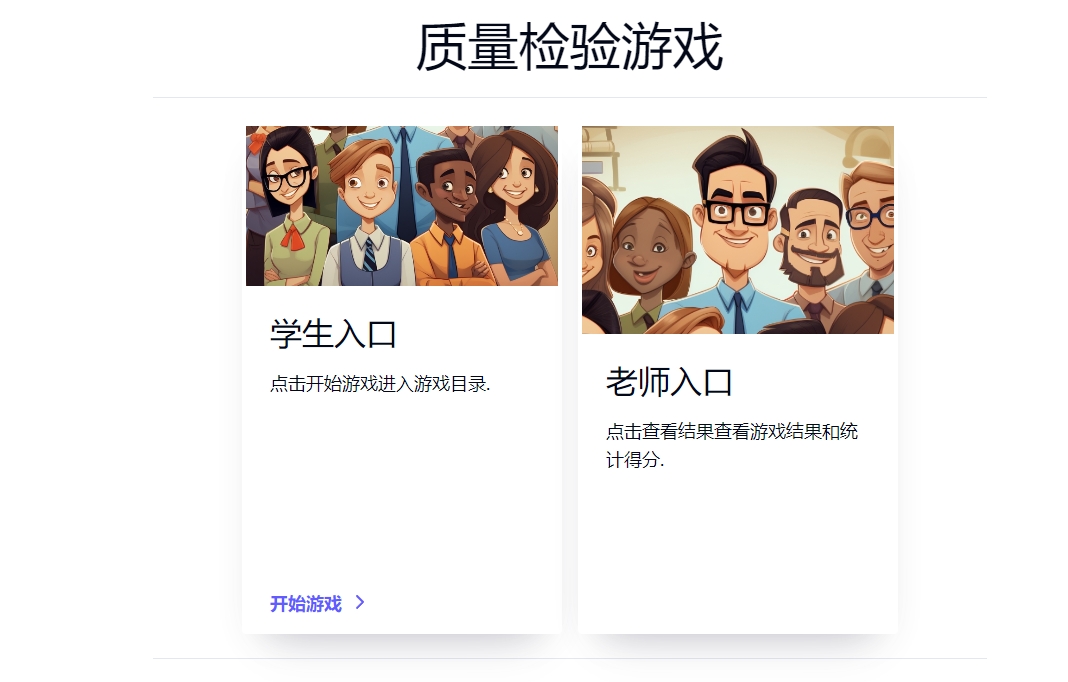 质量检验游戏
学生入口
点击开始游戏进入游戏目录.
开始游戏
老师入口
点击查看结果查看游戏结果和统
计得分.